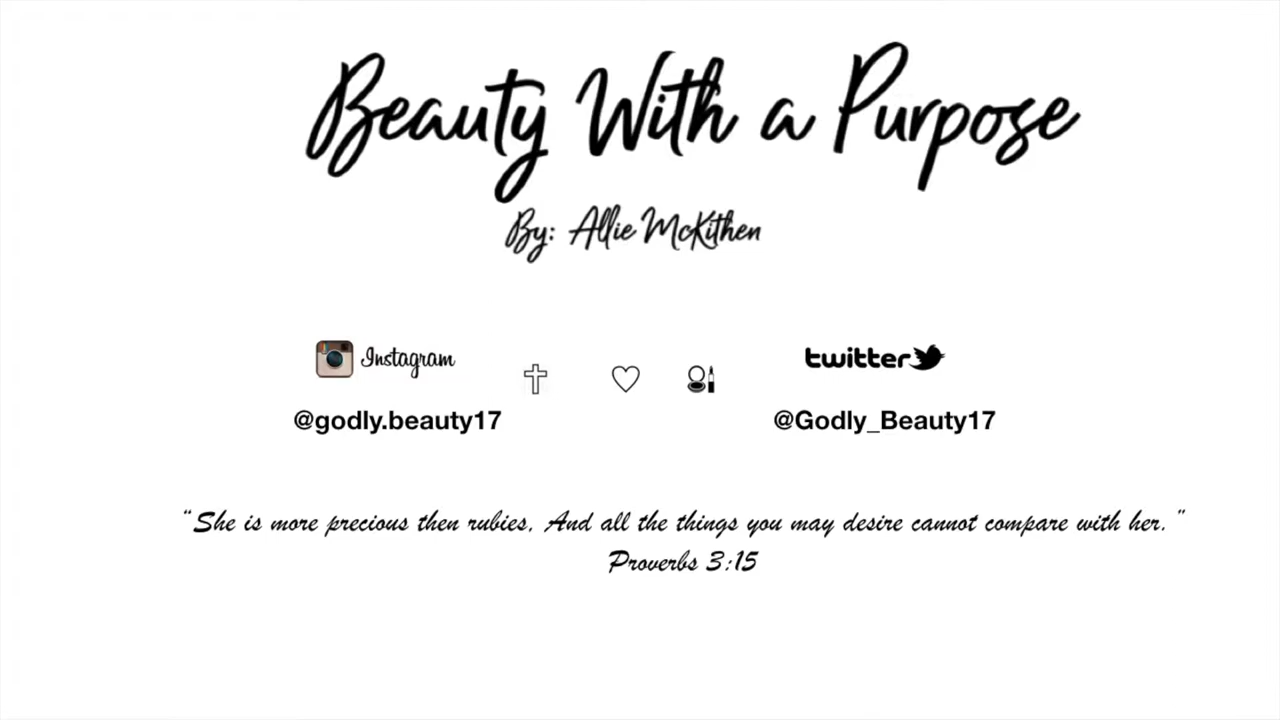 Beauty With a Purpose
By: Allie McKithen
Instagram
twitter
@godly.beauty17
@Godly_Beauty17
"She is more precious then rubies, And all the things you may desire cannot compare with her."
Proverbs 3:15